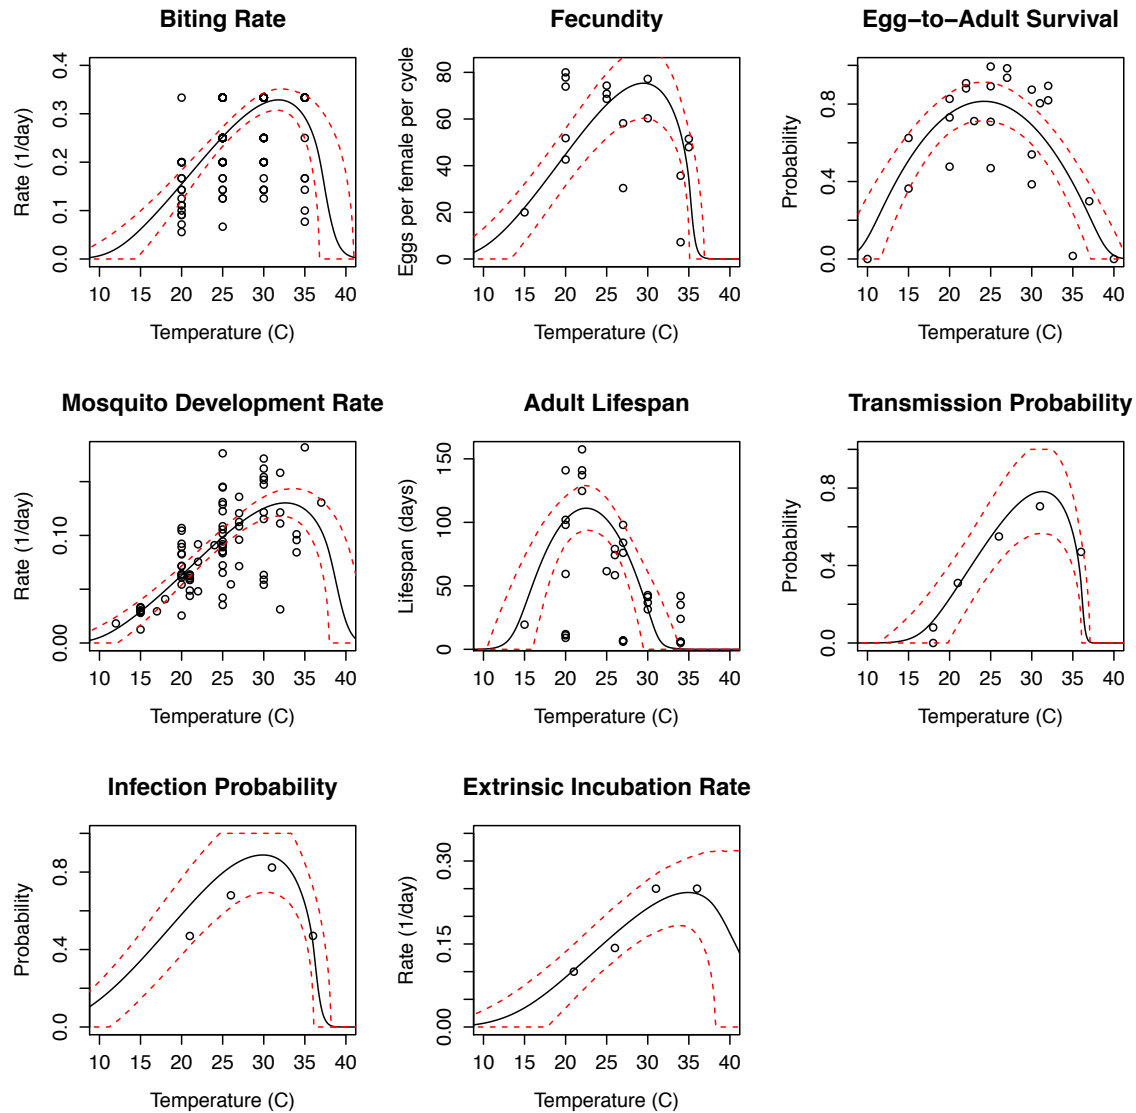 Biting Rate
Rate (1/day)
0.0 0.1 0.2 0.3 0.4
10 15 20 25 30 35 40
Temperature (C)
Fecundity
Eggs per female per cycle
0 20 40 60 80
10 15 20 25 30 35 40
Temperature (C)
Egg−to−Adult Survival
Probability
0.0 0.4 0.8
10 15 20 25 30 35 40
Temperature (C)
Mosquito Development Rate
Rate (1/day)
0.00 0.10
10 15 20 25 30 35 40
Temperature (C)
Adult Lifespan
Lifespan (days)
0 50 100 150
10 15 20 25 30 35 40
Temperature (C)
Transmission Probability
Probability
0.0 0.4 0.8
10 15 20 25 30 35 40
Temperature (C)
Infection Probability
Probability
0.0 0.4 0.8
10 15 20 25 30 35 40
Temperature (C)
Extrinsic Incubation Rate
Rate (1/day)
0.00 0.15 0.30
10 15 20 25 30 35 40
Temperature (C)